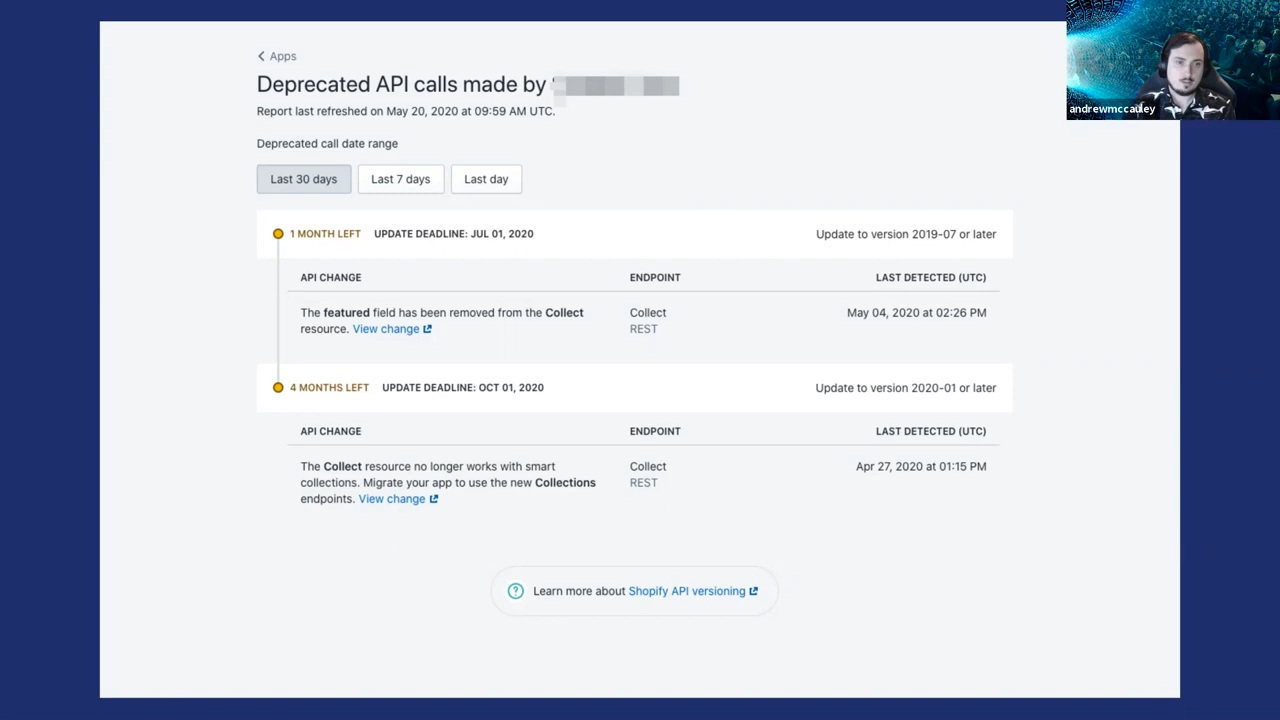 andrewmccauley
Apps
Deprecated API calls made by
Report last refreshed on May 20, 2020 at 09:59 AM UTC.
Deprecated call date range
Last 30 days Last 7 days Last day
1 MONTH LEFT UPDATE DEADLINE: JUL 01, 2020 Update to version 2019-07 or later
API CHANGE ENDPOINT LAST DETECTED (UTC)
The featured field has been removed from the Collect Collect May 04, 2020 at 02:26 PM
resource. View change REST
4 MONTHS LEFT UPDATE DEADLINE: OCT 01, 2020 Update to version 2020-01 or later
API CHANGE ENDPOINT LAST DETECTED (UTC)
The Collect resource no longer works with smart Collect Apr 27, 2020 at 01:15 PM
collections. Migrate your app to use the new Collections REST
endpoints. View change
? Learn more about Shopify API versioning